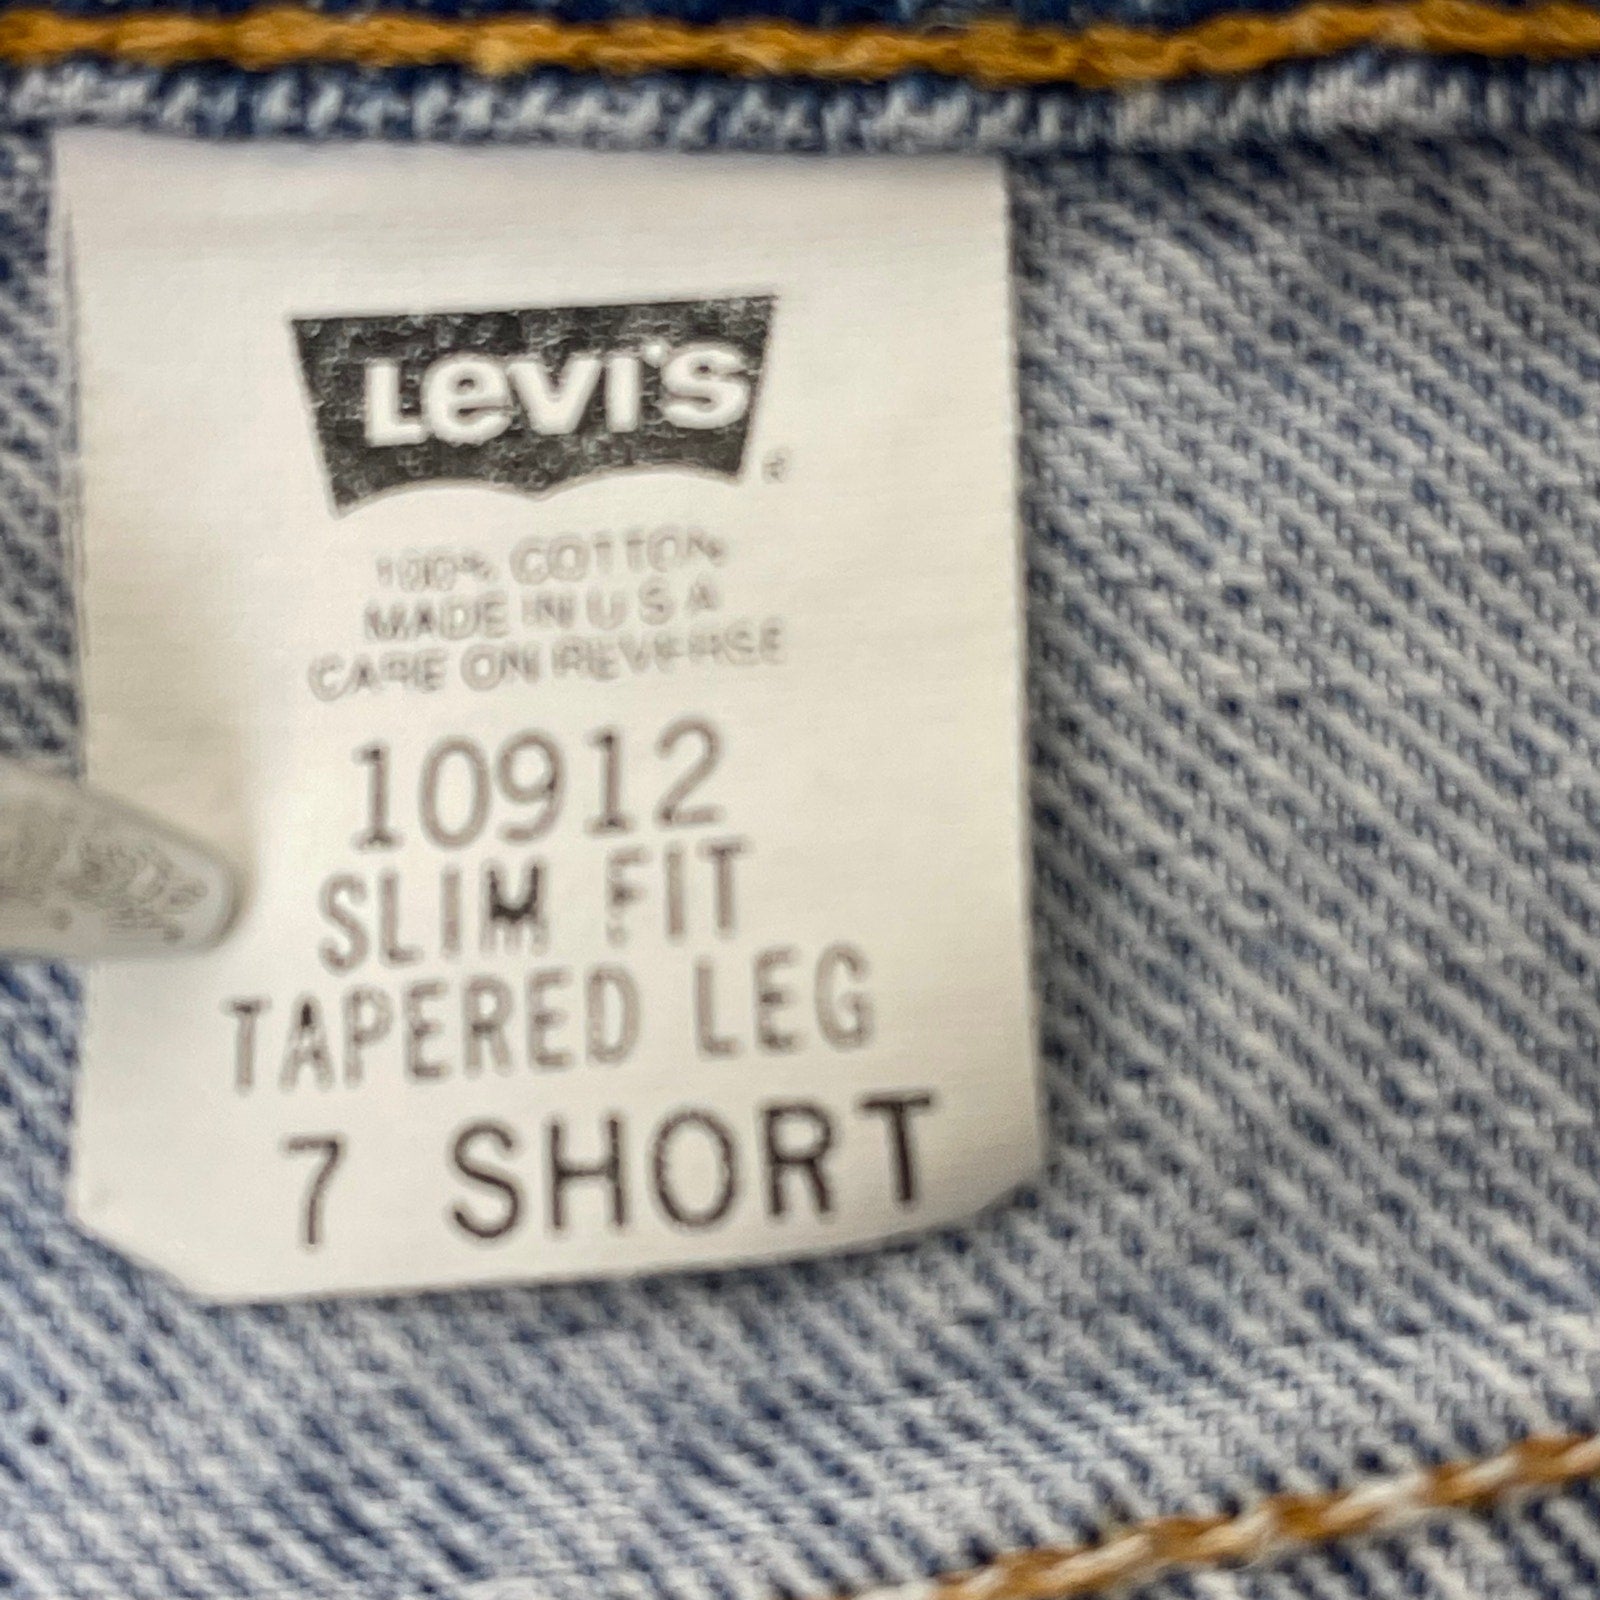 Levi's ®
100% COTTON
MADE IN U S A
CARE ON REVERSE
10912
SLIM FIT
TAPERED LEG
7 SHORT